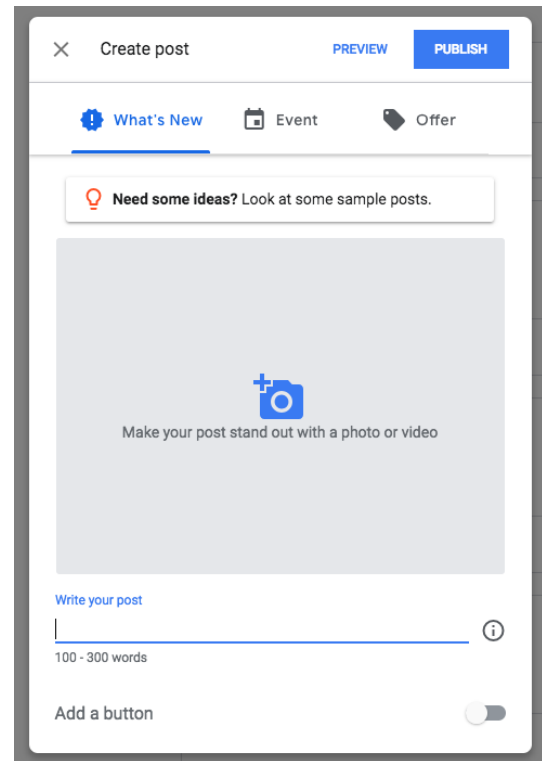 Create post PREVIEW PUBLISH
What's New Event Offer
Need some ideas? Look at some sample posts.
Make your post stand out with a photo or video
Write your post
100 - 300 words
Add a button